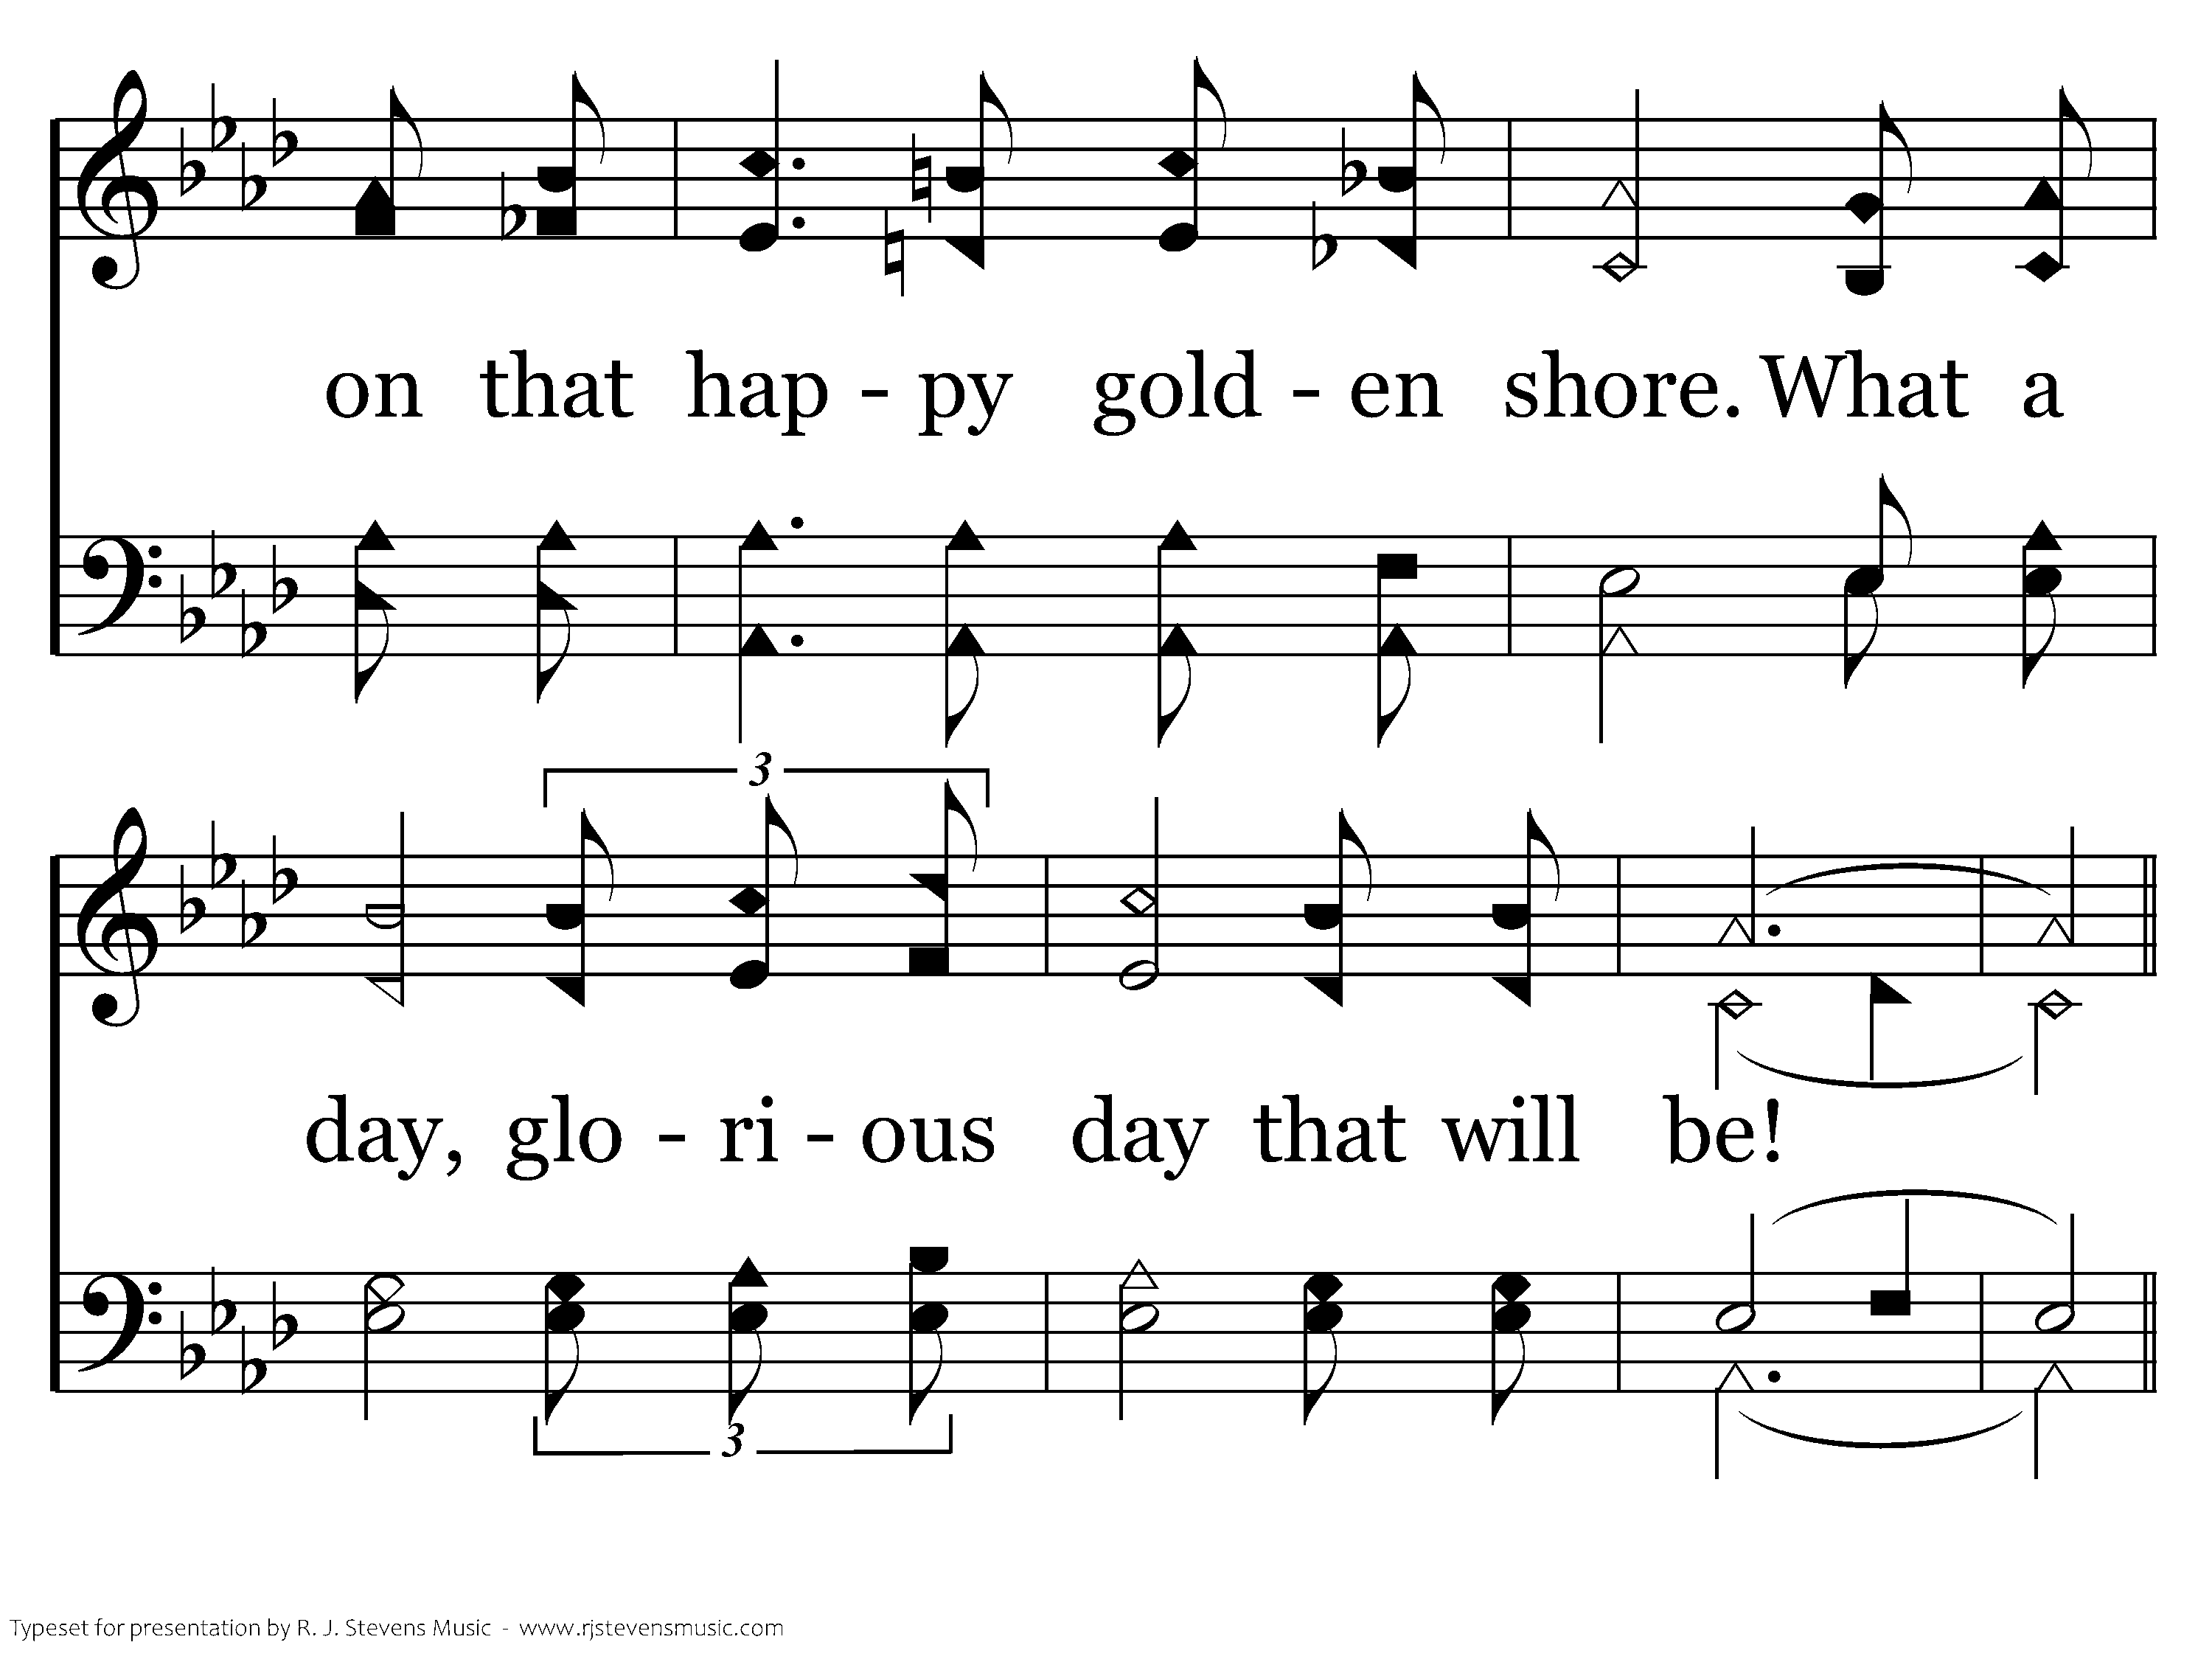 on that hap - py gold - en shore. What a
3
day, glo - ri - ous day that will be!
3
Typeset for presentation by R. J. Stevens Music - www.rjstevensmusic.com